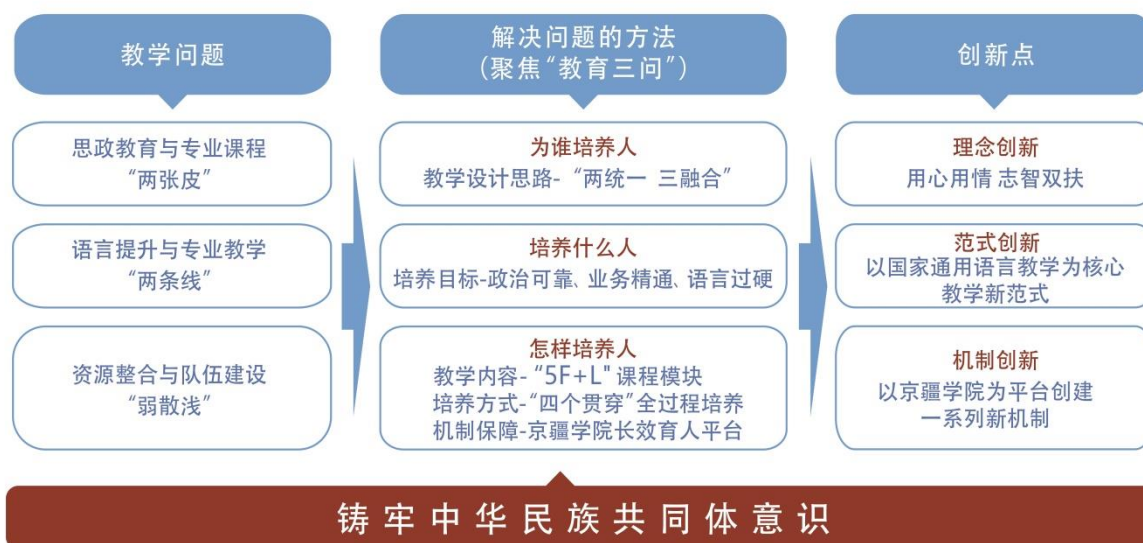 教学问题
思政教育与专业课程
“两张皮”
语言提升与专业教学
“两条线”
资源整合与队伍建设
“弱散浅”
解决问题的方法
(聚焦“教育三问”)
为谁培养人
教学设计思路- “两统一 三融合”
培养什么人
培养目标-政治可靠、业务精通、语言过硬
怎样培养人
教学内容- “5F+L" 课程模块
培养方式-“四个贯穿”全过程培养
机制保障-京疆学院长效育人平台
创新点
理念创新
用心用情 志智双扶
范式创新
以国家通用语言教学为核心
教学新范式
机制创新
以京疆学院为平台创建
一系列新机制
铸牢中华民族共同体意识